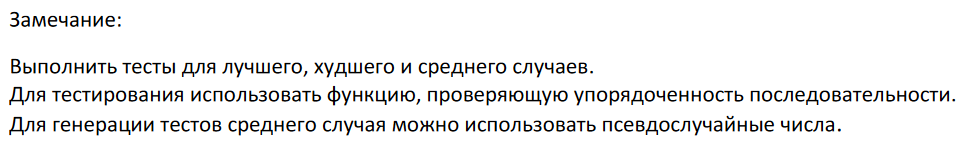 Замечание:
Выполнить тесты для лучшего, худшего и среднего случаев.
Для тестирования использовать функцию, проверяющую упорядоченность последовательности.
Для генерации тестов среднего случая можно использовать псевдослучайные числа.